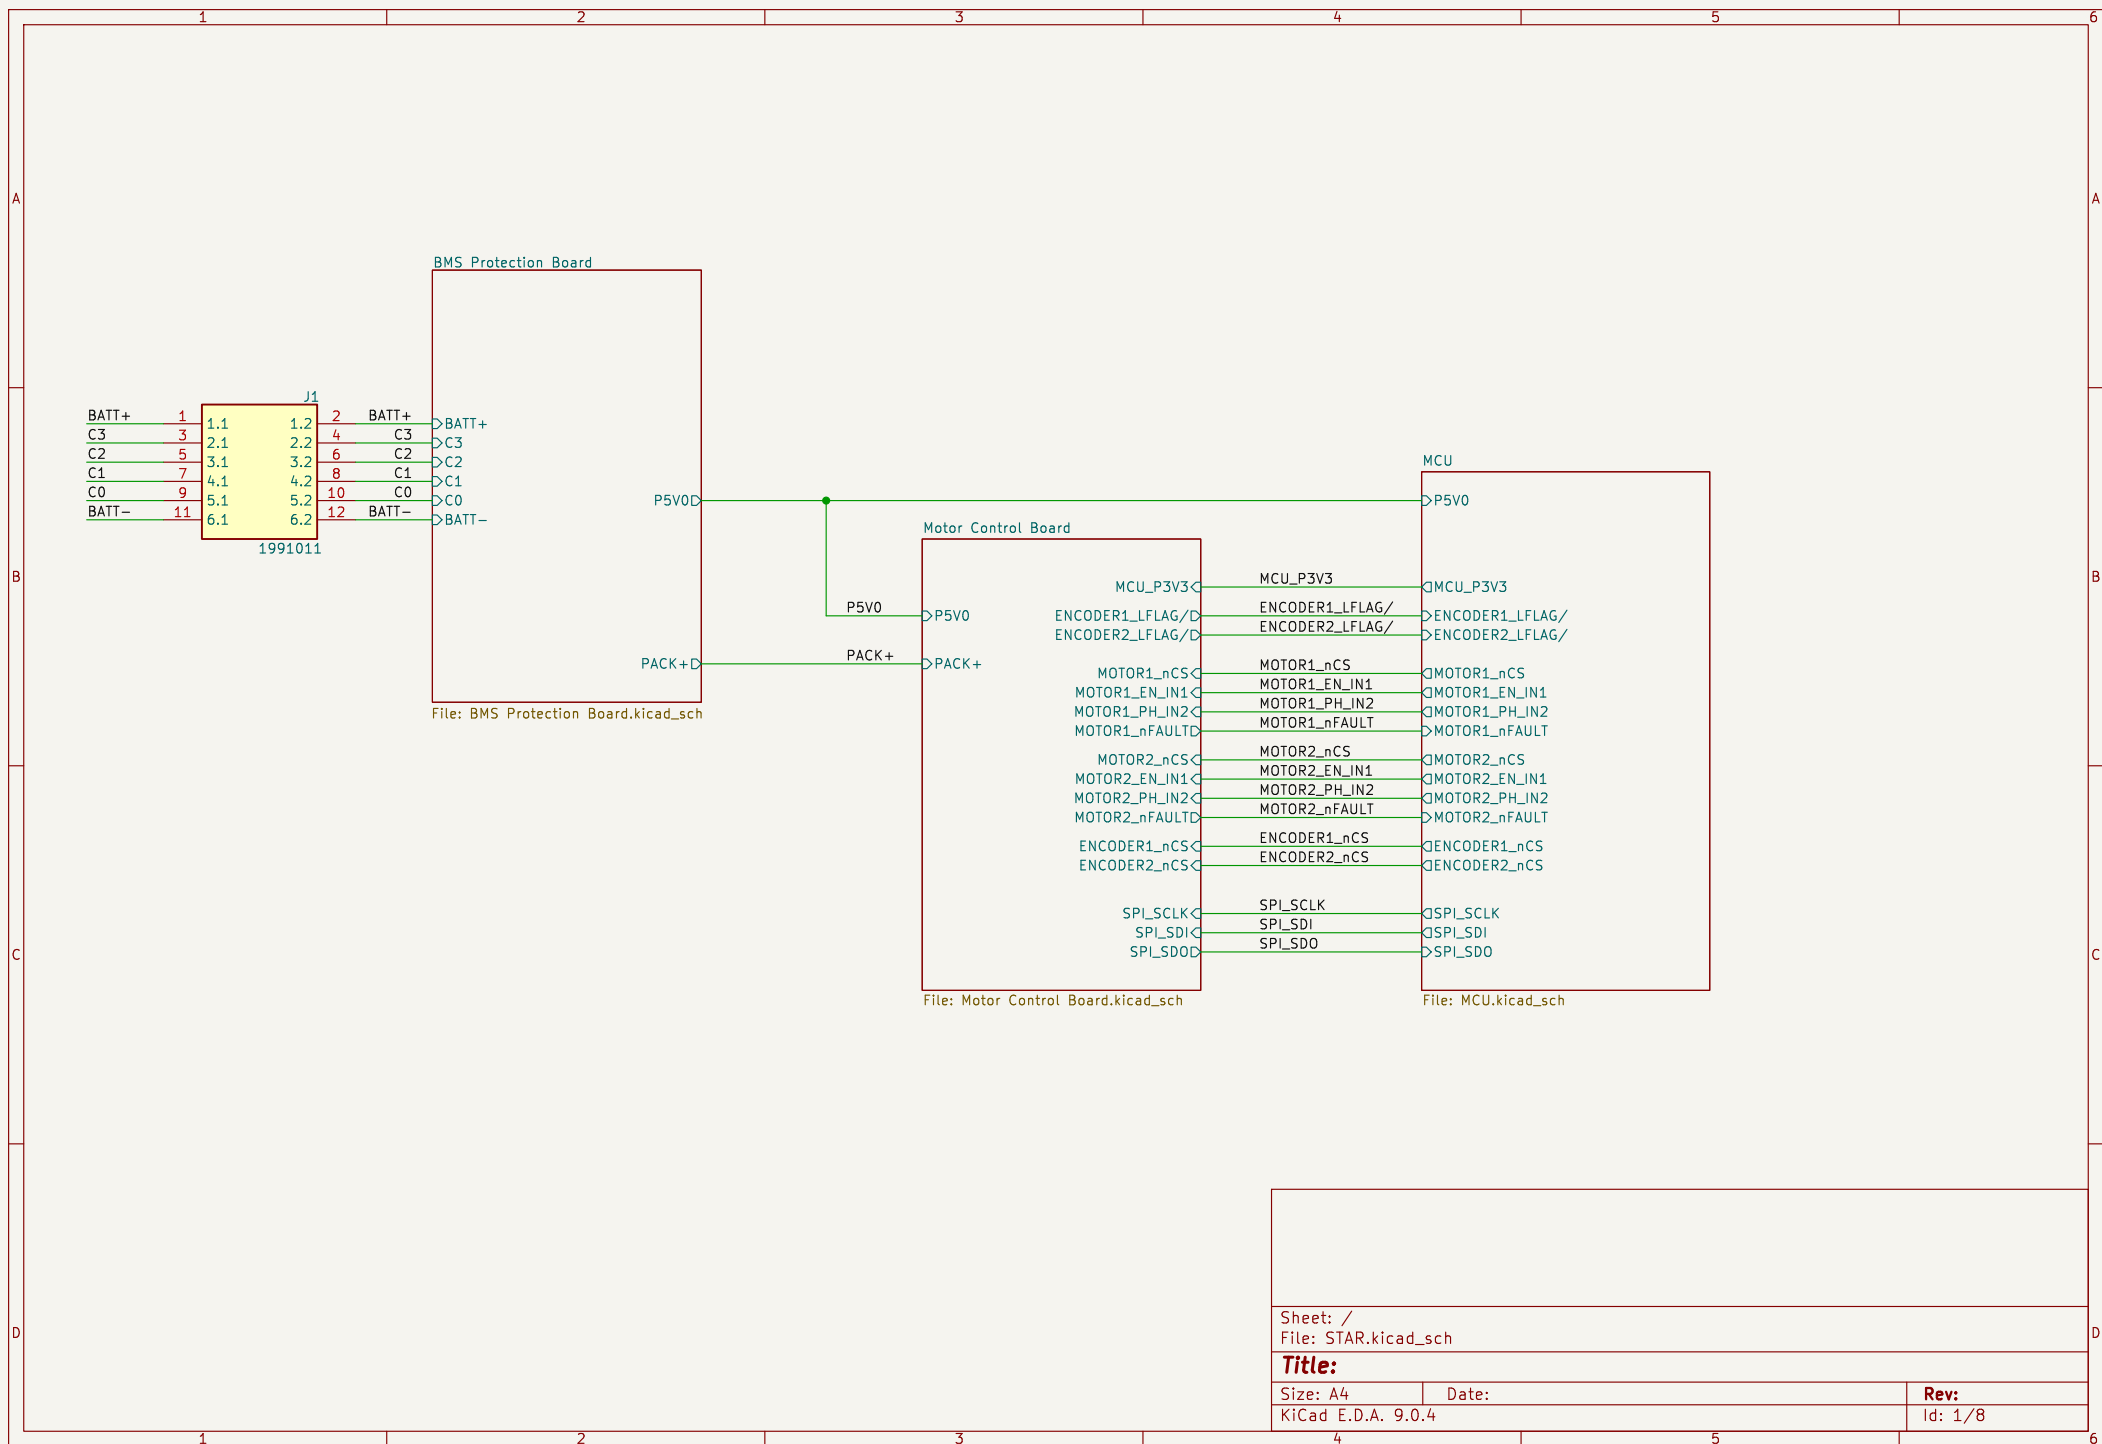 1 2 3 4 5 6
A A
BMS Protection Board
J1
BATT+ 1 1.1 1.2 2 BATT+ BATT+
C3 3 2.1 2.2 4 C3 C3
C2 5 3.1 3.2 6 C2 C2
C1 7 4.1 4.2 8 C1 C1
C0 9 5.1 5.2 10 C0 C0
BATT- 11 6.1 6.2 12 BATT- BATT-
1991011
P5V0
PACK+
File: BMS Protection Board.kicad_sch
B B
Motor Control Board
P5V0 P5V0
PACK+ PACK+
MCU_P3V3
ENCODER1_LFLAG/
ENCODER2_LFLAG/
MOTOR1_nCS
MOTOR1_EN_IN1
MOTOR1_PH_IN2
MOTOR1_nFAULT
MOTOR2_nCS
MOTOR2_EN_IN1
MOTOR2_PH_IN2
MOTOR2_nFAULT
ENCODER1_nCS
ENCODER2_nCS
SPI_SCLK
SPI_SDI
SPI_SDO
File: Motor Control Board.kicad_sch
MCU_P3V3
ENCODER1_LFLAG/
ENCODER2_LFLAG/
MOTOR1_nCS
MOTOR1_EN_IN1
MOTOR1_PH_IN2
MOTOR1_nFAULT
MOTOR2_nCS
MOTOR2_EN_IN1
MOTOR2_PH_IN2
MOTOR2_nFAULT
ENCODER1_nCS
ENCODER2_nCS
SPI_SCLK
SPI_SDI
SPI_SDO
MCU
P5V0
MCU_P3V3
ENCODER1_LFLAG/
ENCODER2_LFLAG/
MOTOR1_nCS
MOTOR1_EN_IN1
MOTOR1_PH_IN2
MOTOR1_nFAULT
MOTOR2_nCS
MOTOR2_EN_IN1
MOTOR2_PH_IN2
MOTOR2_nFAULT
ENCODER1_nCS
ENCODER2_nCS
SPI_SCLK
SPI_SDI
SPI_SDO
File: MCU.kicad_sch
C C
D D
Sheet: /
File: STAR.kicad_sch
Title:
Size: A4 Date: Rev:
KiCad E.D.A. 9.0.4 Id: 1/8
1 2 3 4 5 6